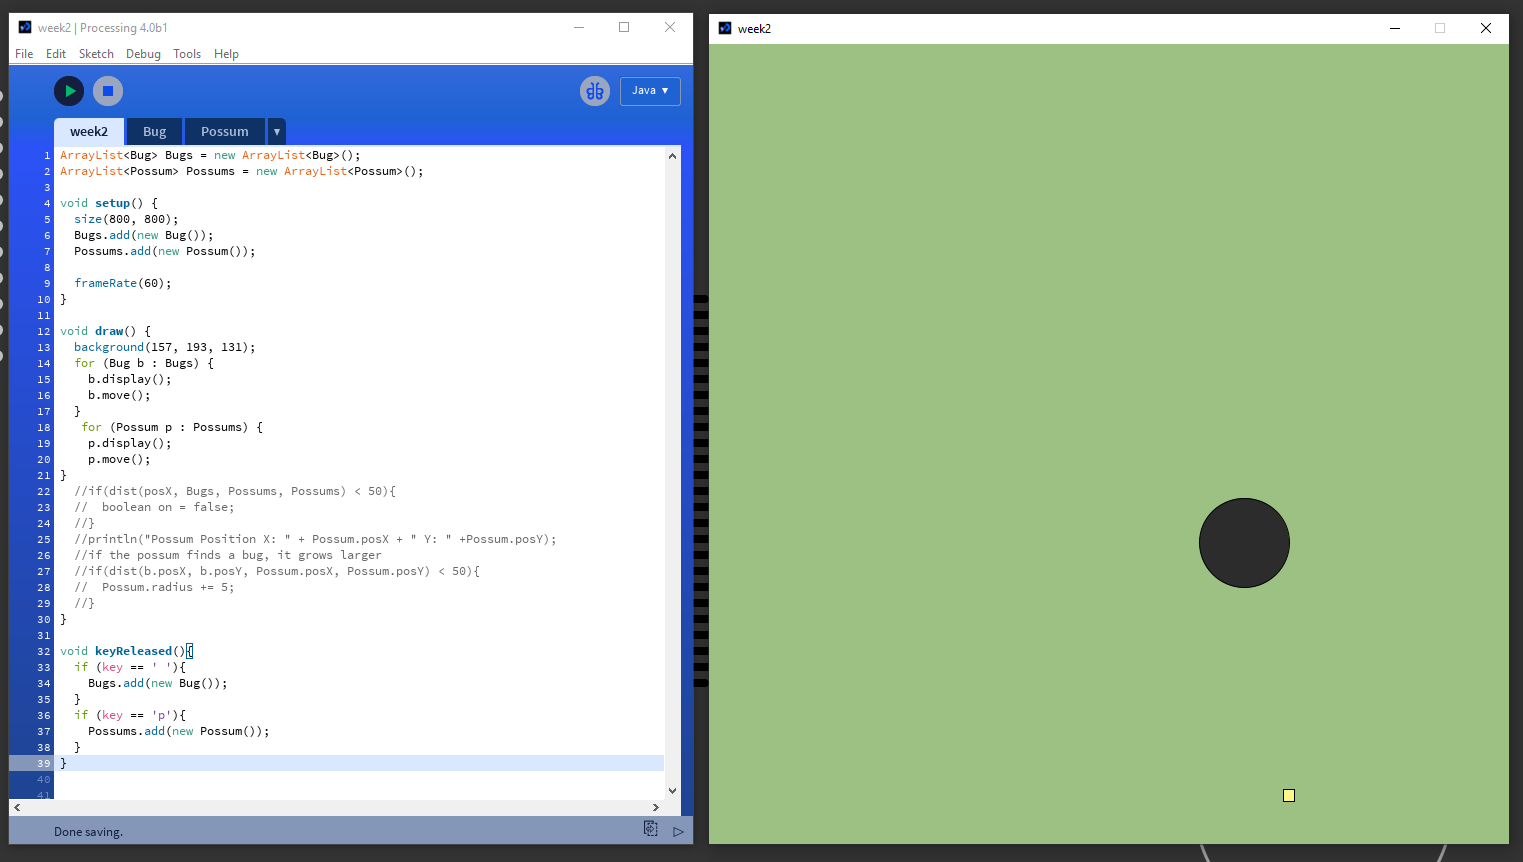 week2 | Processing 4.0b1
File Edit Sketch Debug Tools Help
Java ▼
week2 Bug Possum ▼
1 ArrayList<Bug> Bugs = new ArrayList<Bug>();
2 ArrayList<Possum> Possums = new ArrayList<Possum>();
3
4 void setup() {
5   size(800, 800);
6   Bugs.add(new Bug());
7   Possums.add(new Possum());
8
9   frameRate(60);
10 }
11
12 void draw() {
13   background(157, 193, 131);
14   for (Bug b : Bugs) {
15     b.display();
16     b.move();
17   }
18    for (Possum p : Possums) {
19     p.display();
20     p.move();
21 }
22   //if(dist(posX, Bugs, Possums, Possums) < 50){
23   //  boolean on = false;
24   //}
25   //println("Possum Position X: " + Possum.posX + " Y: " +Possum.posY);
26   //if the possum finds a bug, it grows larger
27   //if(dist(b.posX, b.posY, Possum.posX, Possum.posY) < 50){
28   //  Possum.radius += 5;
29   //}
30 }
31
32 void keyReleased(){
33   if (key == ' '){
34     Bugs.add(new Bug());
35   }
36   if (key == 'p'){
37     Possums.add(new Possum());
38   }
39 }
40
41
Done saving.
week2